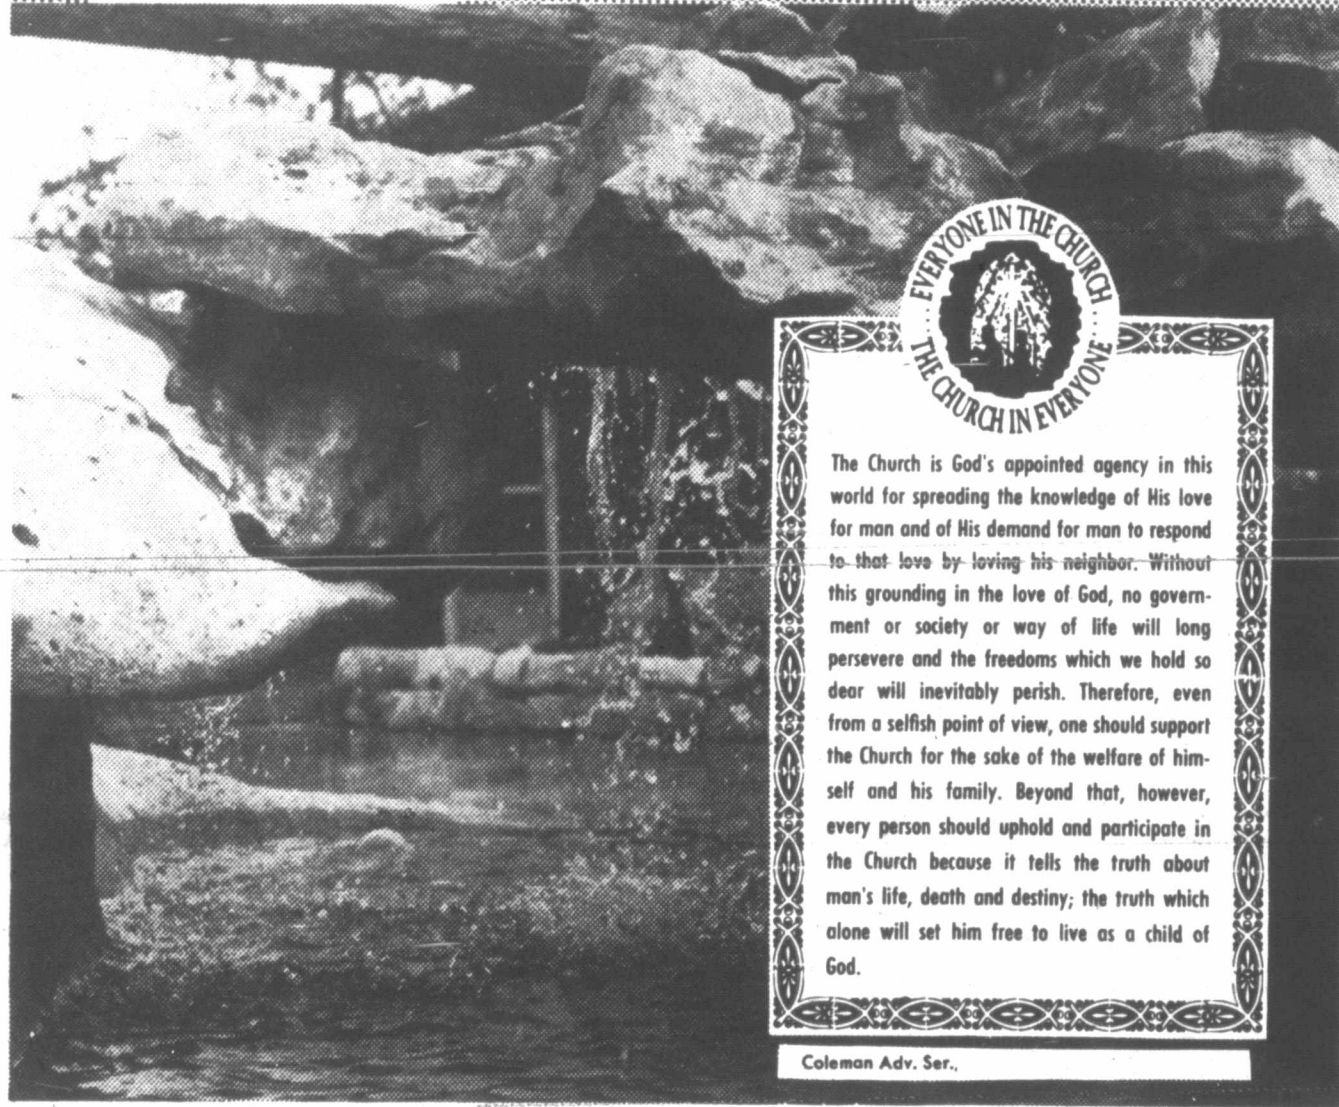 EVERYONE IN THE CHURCH
THE CHURCH IN EVERYONE
The Church is God's appointed agency in this
world for spreading the knowledge of His love
for man and of His demand for man to respond
to that love by loving his neighbor. Without
this grounding in the love of God, no govern-
ment or society or way of life will long
persevere and the freedoms which we hold so
dear will inevitably perish. Therefore, even
from a selfish point of view, one should support
the Church for the sake of the welfare of him-
self and his family. Beyond that, however,
every person should uphold and participate in
the Church because it tells the truth about
man's life, death and destiny; the truth which
alone will set him free to live as a child of
God.
Coleman Adv. Ser.,